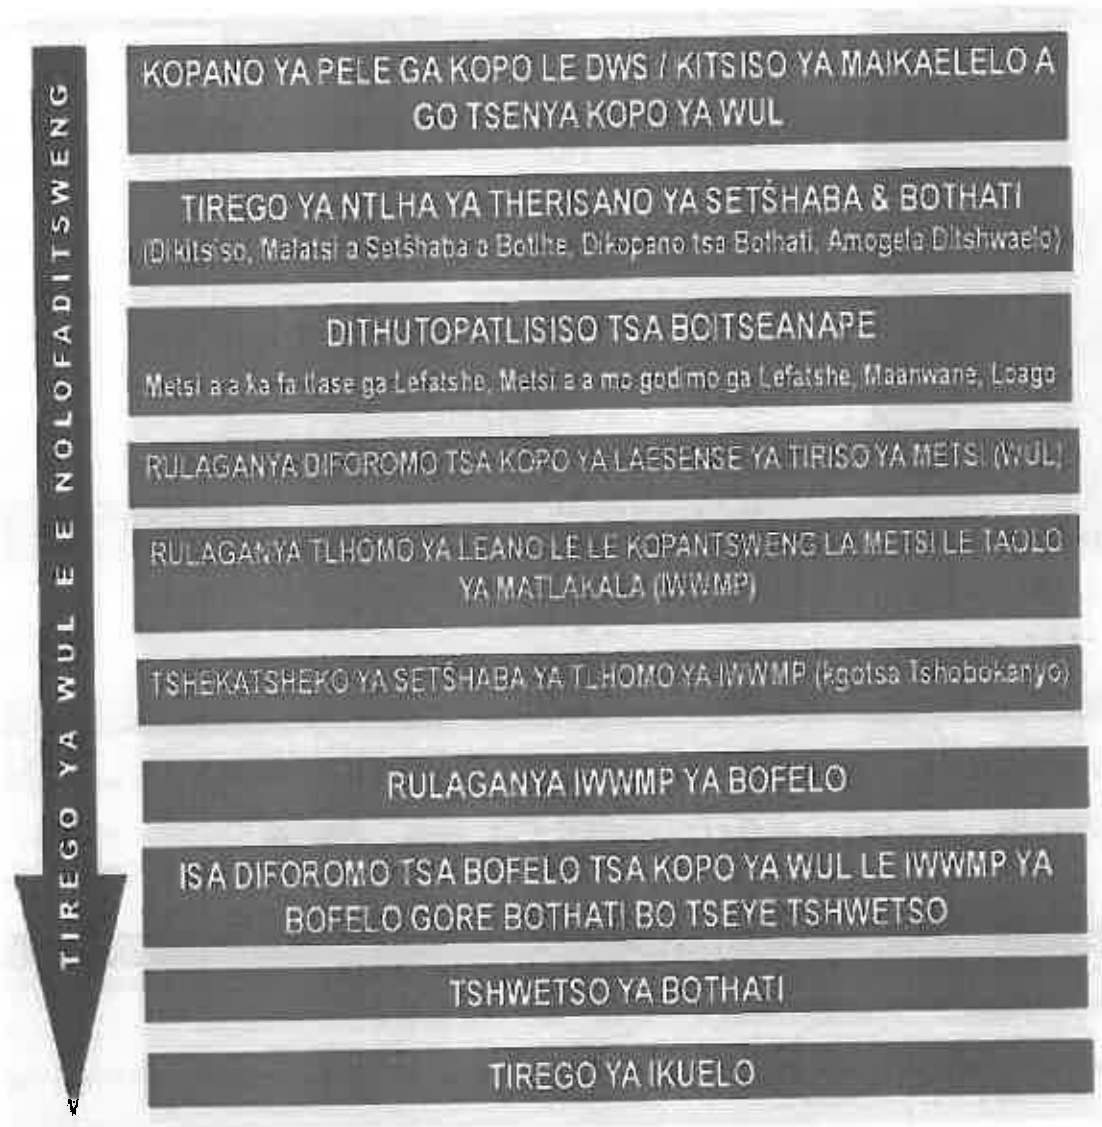 TIREGO YA WUL E E NOLOFADITSWENG
KOPANO YA PELE GA KOPO LE DWS / KITSISO YA MAIKAELELO A
GO TSENYA KOPO YA WUL
TIREGO YA NTLHA YA THERISANO YA SETŠHABA & BOTHATI
(Dikitsiso, Malatsi a Setšhaba a Botlhe, Dikopano tsa Bothati, Amogela Ditshwaelo)
DITHUTOPATLISISO TSA BOITSEANAPE
Metsi a a ka fa tlase ga Lefatshe, Metsi a a mo godimo ga Lefatshe, Maanwane, Loago
RULAGANYA DIFOROMO TSA KOPO YA LAESENSE YA TIRISO YA METSI (WUL)
RULAGANYA TLHOMO YA LEANO LE LE KOPANTSWENG LA METSI LE TAOLO
YA MATLAKALA (IWWMP)
TSHEKATSHEKO YA SETŠHABA YA TLHOMO YA IWWMP (kgotsa Tshobokanyo)
RULAGANYA IWWMP YA BOFELO
ISA DIFOROMO TSA BOFELO TSA KOPO YA WUL LE IWWMP YA
BOFELO GORE BOTHATI BO TSEYE TSHWETSO
TSHWETSO YA BOTHATI
TIREGO YA IKUELO